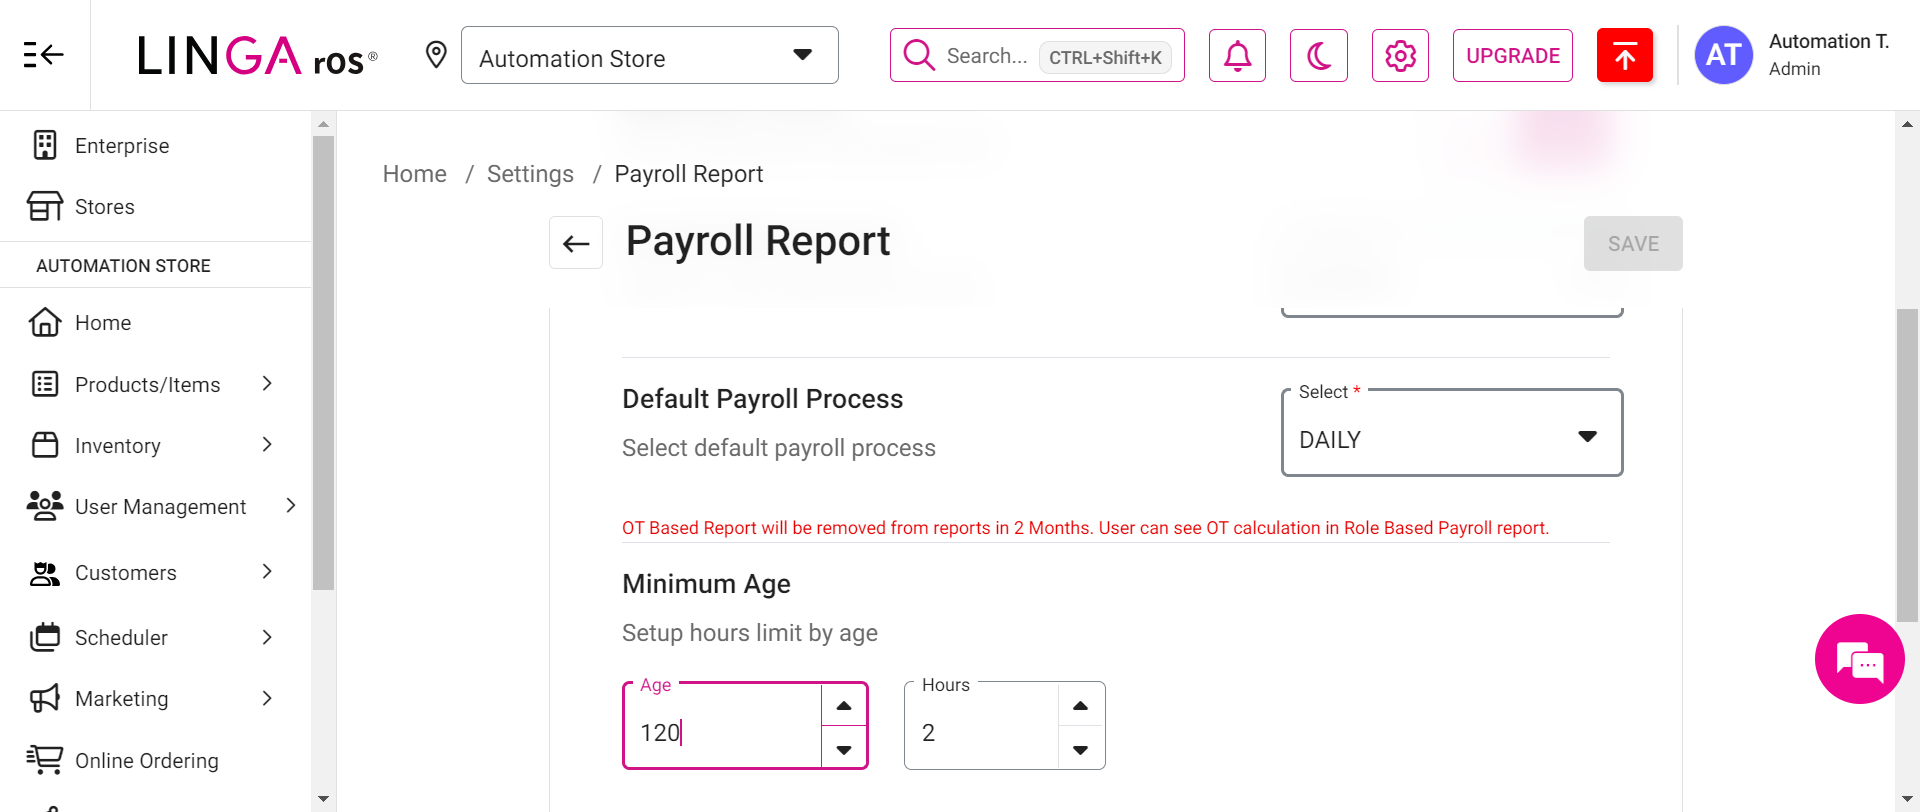 LINGA ros®
Automation Store
Search... CTRL+Shift+K
UPGRADE
AT
Automation T.
Admin
Enterprise
Stores
AUTOMATION STORE
Home
Products/Items
Inventory
User Management
Customers
Scheduler
Marketing
Online Ordering
Home / Settings / Payroll Report
Payroll Report
SAVE
Default Payroll Process
Select default payroll process
Select *
DAILY
OT Based Report will be removed from reports in 2 Months. User can see OT calculation in Role Based Payroll report.
Minimum Age
Setup hours limit by age
Age
120
Hours
2